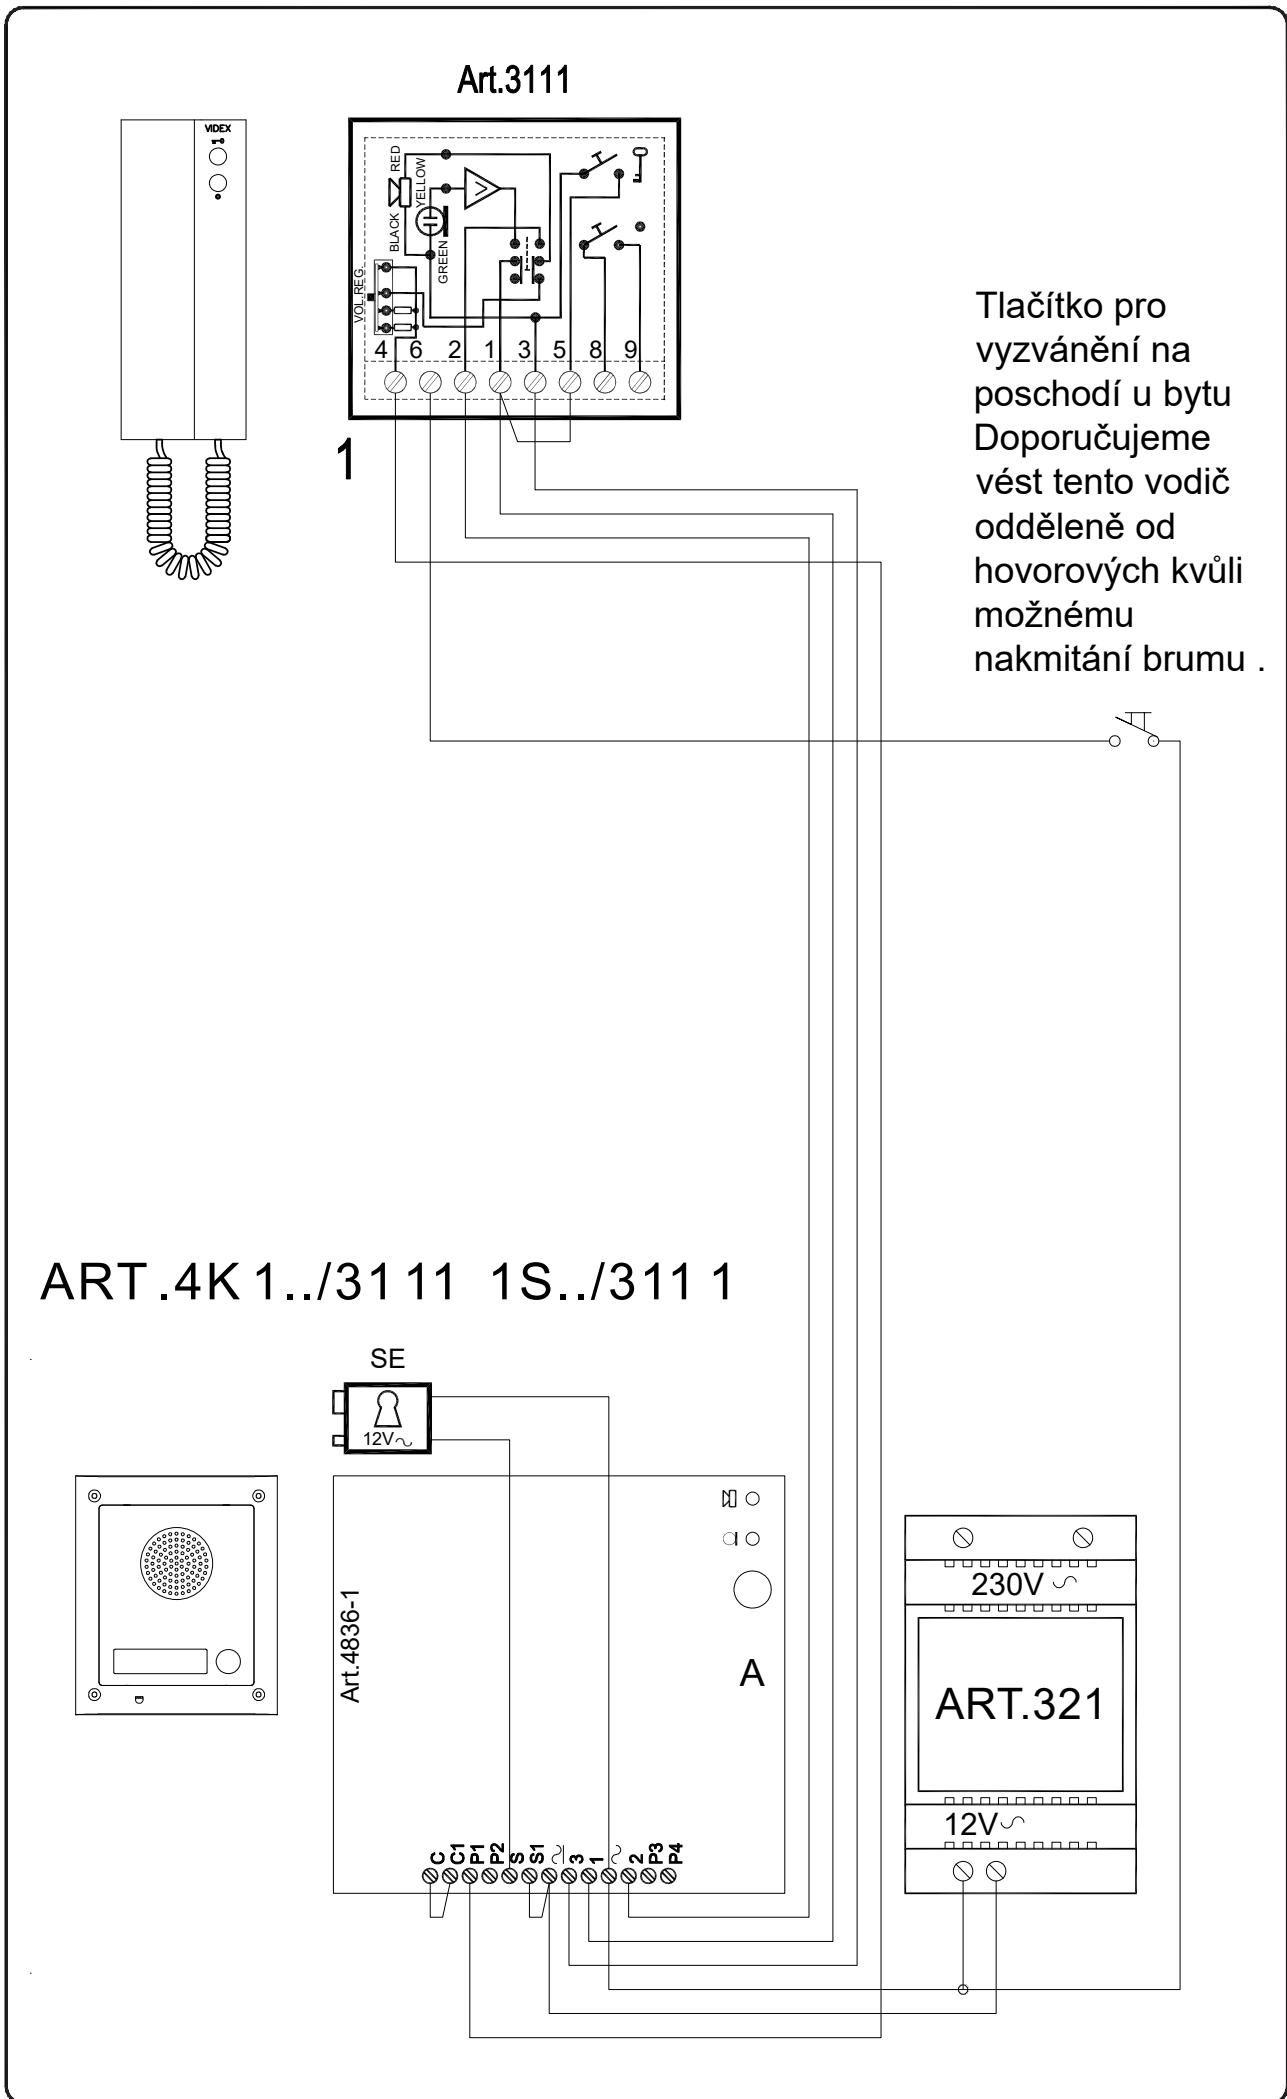 Art.3111
VIDEX
RED
YELLOW
BLACK
GREEN
VOL.REG.
4 6 2 1 3 5 8 9
1
Tlačítko pro
vyzvánění na
poschodí u bytu
Doporučujeme
vést tento vodič
odděleně od
hovorových kvůli
možnému
nakmitání brumu .
ART.4K1../3111 1S../3111
SE
12V
Art.4836-1
A
C C1 P1 P2 S S1 3 1 2 P3 P4
230V
ART.321
12V